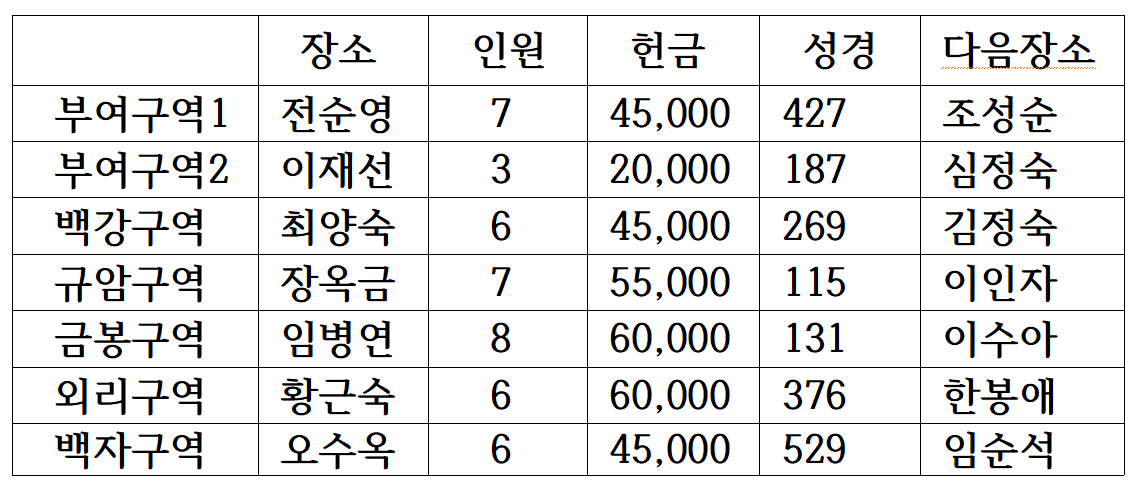 장소 인원 헌금 성경 다음장소
부여구역1 전순영 7 45,000 427 조성순
부여구역2 이재선 3 20,000 187 심정숙
백강구역 최양숙 6 45,000 269 김정숙
규암구역 장옥금 7 55,000 115 이인자
금봉구역 임병연 8 60,000 131 이수아
외리구역 황근숙 6 60,000 376 한봉애
백자구역 오수옥 6 45,000 529 임순석